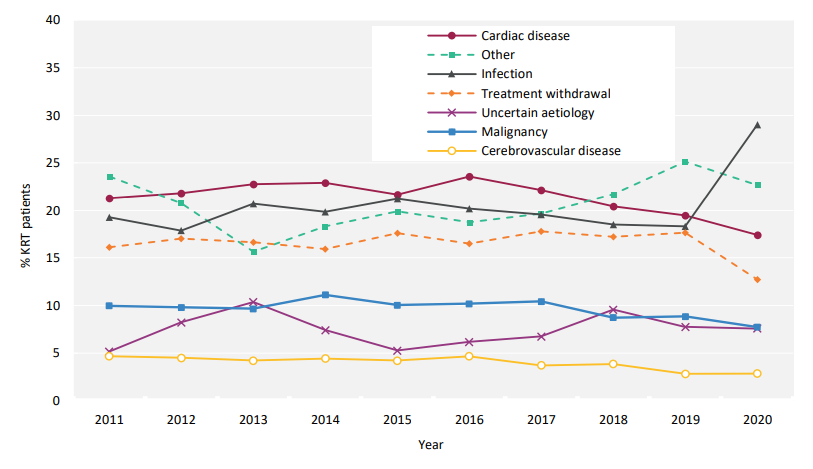 40
35
30
25
20
15
10
5
0
% KRT patients
Cardiac disease
Other
Infection
Treatment withdrawal
Uncertain aetiology
Malignancy
Cerebrovascular disease
2011 2012 2013 2014 2015 2016 2017 2018 2019 2020
Year